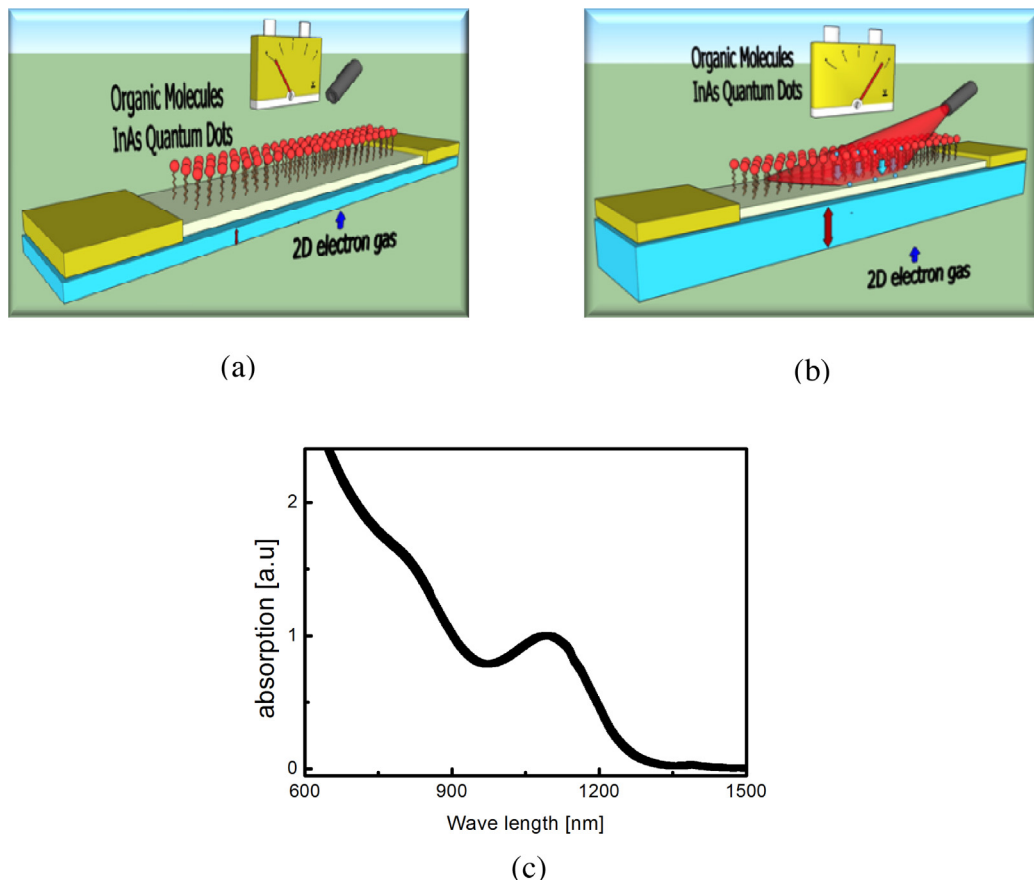 Organic Molecules
InAs Quantum Dots
2D electron gas
(a)
Organic Molecules
InAs Quantum Dots
2D electron gas
(b)
absorption [a.u]
2
1
0
600
900
1200
1500
Wave length [nm]
(c)